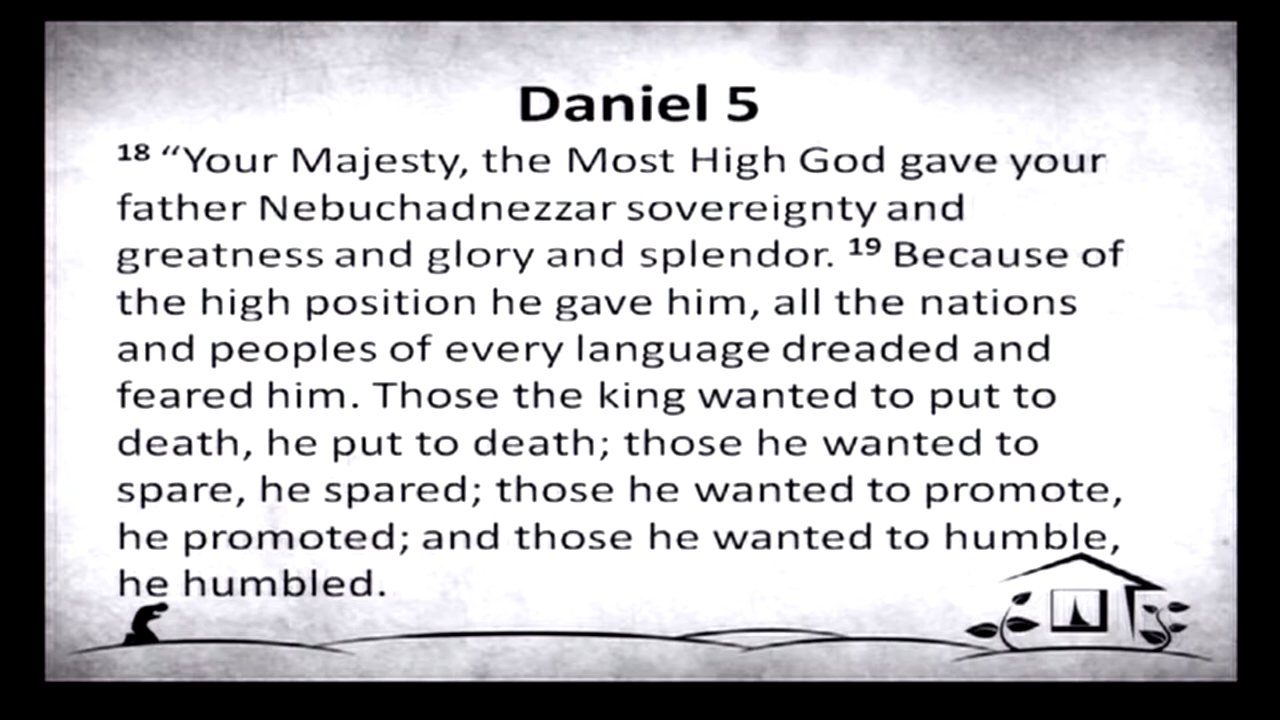 Daniel 5
18 “Your Majesty, the Most High God gave your
father Nebuchadnezzar sovereignty and
greatness and glory and splendor. 19 Because of
the high position he gave him, all the nations
and peoples of every language dreaded and
feared him. Those the king wanted to put to
death, he put to death; those he wanted to
spare, he spared; those he wanted to promote,
he promoted; and those he wanted to humble,
he humbled.